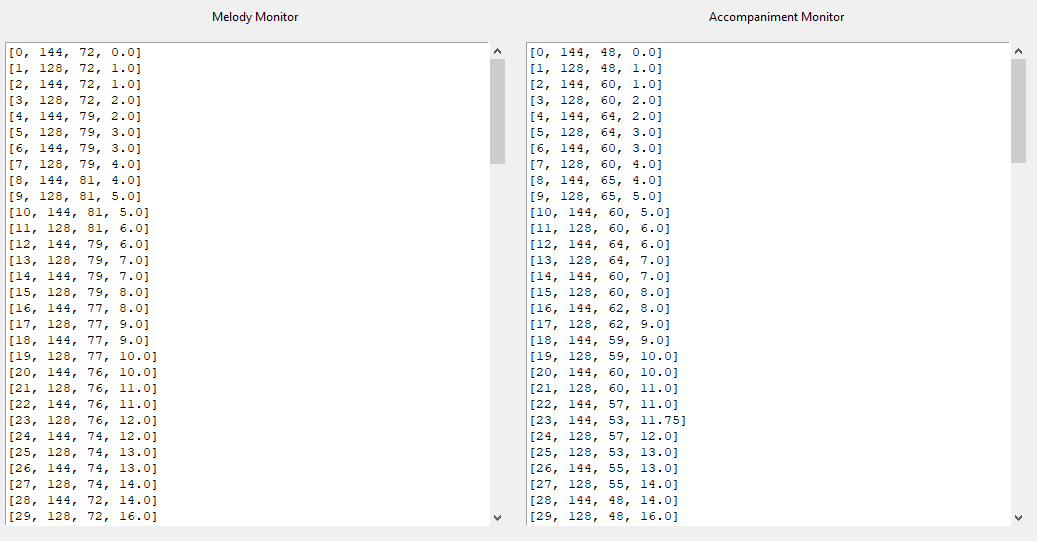 Melody Monitor
[0, 144, 72, 0.0]
[1, 128, 72, 1.0]
[2, 144, 72, 1.0]
[3, 128, 72, 2.0]
[4, 144, 79, 2.0]
[5, 128, 79, 3.0]
[6, 144, 79, 3.0]
[7, 128, 79, 4.0]
[8, 144, 81, 4.0]
[9, 128, 81, 5.0]
[10, 144, 81, 5.0]
[11, 128, 81, 6.0]
[12, 144, 79, 6.0]
[13, 128, 79, 7.0]
[14, 144, 79, 7.0]
[15, 128, 79, 8.0]
[16, 144, 77, 8.0]
[17, 128, 77, 9.0]
[18, 144, 77, 9.0]
[19, 128, 77, 10.0]
[20, 144, 76, 10.0]
[21, 128, 76, 11.0]
[22, 144, 76, 11.0]
[23, 128, 76, 12.0]
[24, 144, 74, 12.0]
[25, 128, 74, 13.0]
[26, 144, 74, 13.0]
[27, 128, 74, 14.0]
[28, 144, 72, 14.0]
[29, 128, 72, 16.0]
Accompaniment Monitor
[0, 144, 48, 0.0]
[1, 128, 48, 1.0]
[2, 144, 60, 1.0]
[3, 128, 60, 2.0]
[4, 144, 64, 2.0]
[5, 128, 64, 3.0]
[6, 144, 60, 3.0]
[7, 128, 60, 4.0]
[8, 144, 65, 4.0]
[9, 128, 65, 5.0]
[10, 144, 60, 5.0]
[11, 128, 60, 6.0]
[12, 144, 64, 6.0]
[13, 128, 64, 7.0]
[14, 144, 60, 7.0]
[15, 128, 60, 8.0]
[16, 144, 62, 8.0]
[17, 128, 62, 9.0]
[18, 144, 59, 9.0]
[19, 128, 59, 10.0]
[20, 144, 60, 10.0]
[21, 128, 60, 11.0]
[22, 144, 57, 11.0]
[23, 144, 53, 11.75]
[24, 128, 57, 12.0]
[25, 128, 53, 13.0]
[26, 144, 55, 13.0]
[27, 128, 55, 14.0]
[28, 144, 48, 14.0]
[29, 128, 48, 16.0]